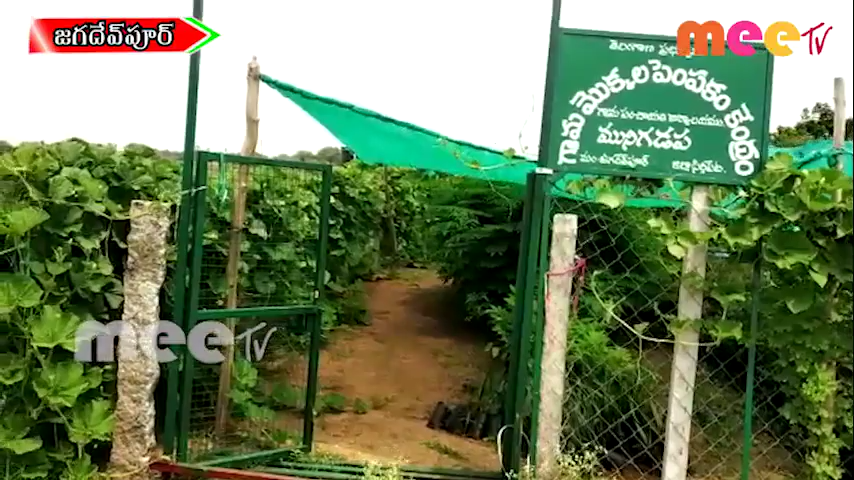 జగదేవ్‌పూర్
mee tv
తెలంగాణ
గ్రామ మొక్కల పెంపకం కేంద్రం
గ్రామ పంచాయతి కార్యాలయము
మునిగడప
మం॥జగదేవ్‌పూర్
mee tv